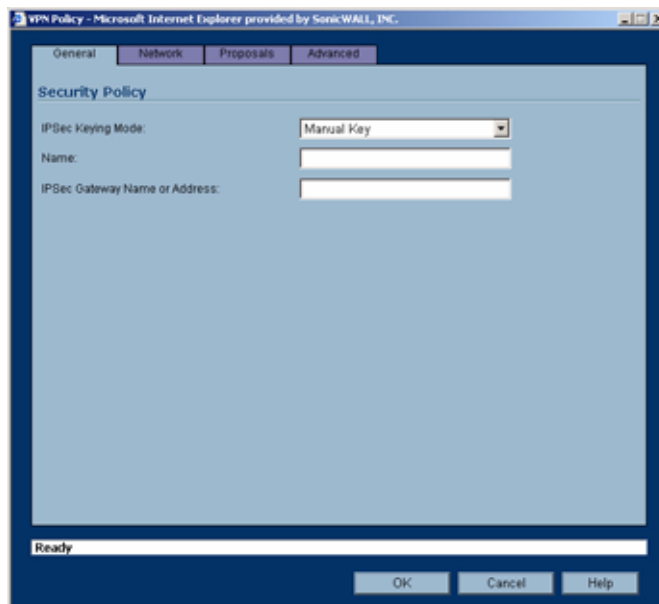 VPN Policy - Microsoft Internet Explorer provided by SonicWALL, INC.
General Network Proposals Advanced
Security Policy
IPSec Keying Mode: Manual Key
Name:
IPSec Gateway Name or Address:
Ready
OK Cancel Help